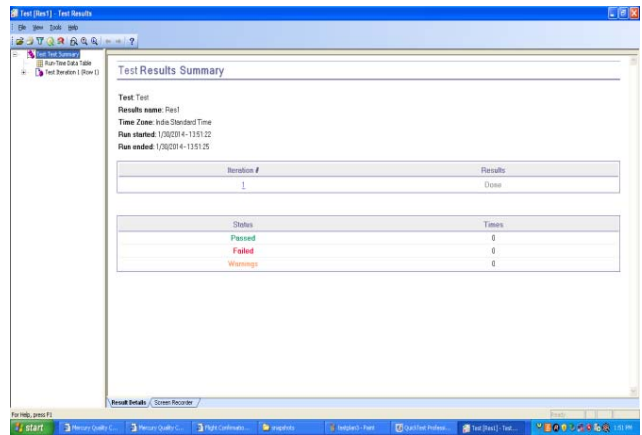 Test [Res1] - Test Results
File View Tools Help
?
Test Test Summary
Run-Time Data Table
Test Iteration 1 (Row 1)
Test Results Summary
Test: Test
Results name: Res1
Time Zone: India Standard Time
Run started: 1/30/2014 - 13:51:22
Run ended: 1/30/2014 - 13:51:25
Iteration # Results
1 Done
Status Times
Passed 0
Failed 0
Warnings 0
Result Details Screen Recorder
For Help, press F1 Ready
start Mercury Quality C... Mercury Quality C... Flight Confirmatio... snapshots testplan3 - Paint QuickTest Profess... Test [Res1] - Test... 1:51 PM